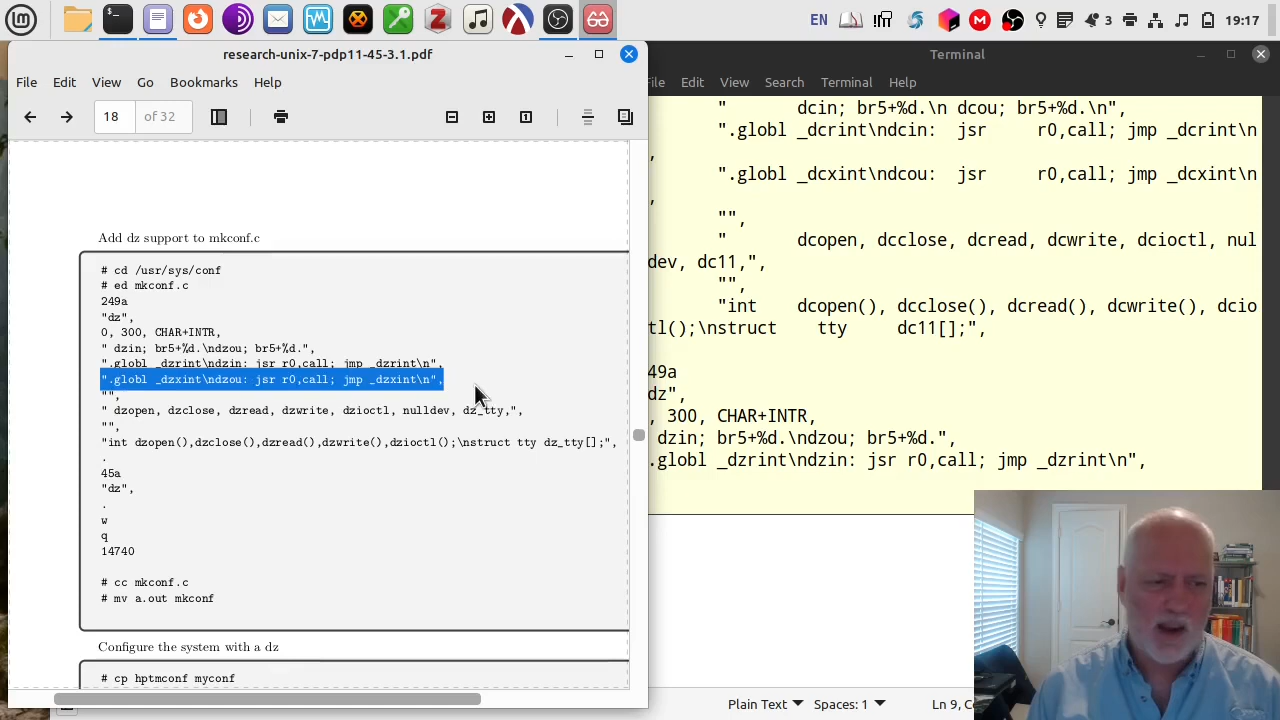 EN
3
19:17
research-unix-7-pdp11-45-3.1.pdf
File Edit View Go Bookmarks Help
18 of 32
Add dz support to mkconf.c
# cd /usr/sys/conf
# ed mkconf.c
249a
"dz",
0, 300, CHAR+INTR,
" dzin; br5+%d.\ndzou; br5+%d.",
".globl _dzrint\ndzin: jsr r0,call; jmp _dzrint\n",
".globl _dzxint\ndzou: jsr r0,call; jmp _dzxint\n",
"",
" dzopen, dzclose, dzread, dzwrite, dzioctl, nulldev, dz_tty,",
"",
"int dzopen(),dzclose(),dzread(),dzwrite(),dzioctl();\nstruct tty dz_tty[];",
.
45a
"dz",
.
w
q
14740
# cc mkconf.c
# mv a.out mkconf
Configure the system with a dz
# cp hptmconf myconf
Terminal
File Edit View Search Terminal Help
" dcin; br5+%d.\n dcou; br5+%d.\n",
".globl _dcrint\ndcin: jsr r0,call; jmp _dcrint\n
,
".globl _dcxint\ndcou: jsr r0,call; jmp _dcxint\n
,
"",
" dcopen, dcclose, dcread, dcwrite, dcioctl, nul
dev, dc11,",
"",
"int dcopen(), dcclose(), dcread(), dcwrite(), dcio
tl();\nstruct tty dc11[];",
49a
dz",
, 300, CHAR+INTR,
dzin; br5+%d.\ndzou; br5+%d.",
.globl _dzrint\ndzin: jsr r0,call; jmp _dzrint\n",
Plain Text Spaces: 1 Ln 9, C